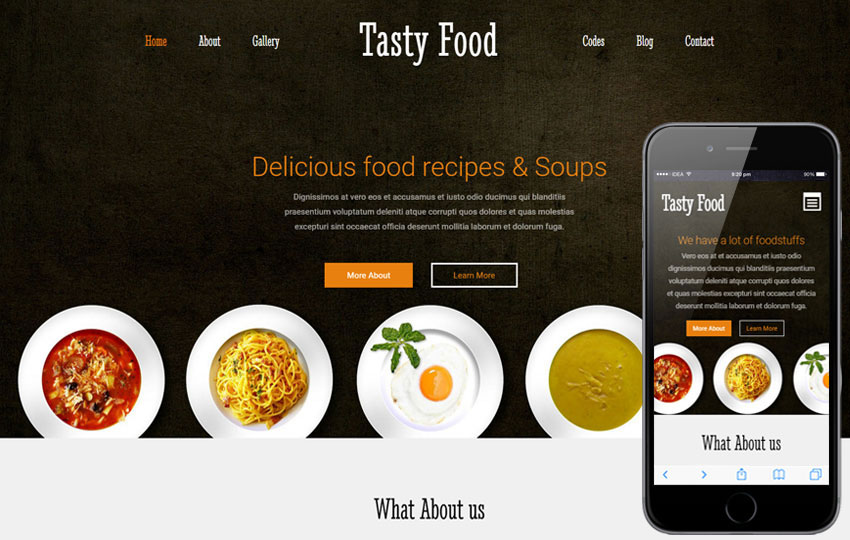 Home About Gallery Tasty Food Codes Blog Contact
Delicious food recipes & Soups
Dignissimos at vero eos et accusamus et iusto odio ducimus qui blanditiis
praesentium voluptatum deleniti atque corrupti quos dolores et quas molestias
excepturi sint occaecat officia deserunt mollitia laborum et dolorum fuga.
More About Learn More
What About us
IDEA 9:20 pm 90%
Tasty Food
We have a lot of foodstuffs
Vero eos at et accusamus et iusto odio
dignissimos ducimus qui blanditiis praesentium
voluptatum deleniti atque corrupti quos dolores
et quas molestias excepturi sint occaecat officia
deserunt mollitia laborum et dolorum fuga.
More About Learn More
What About us